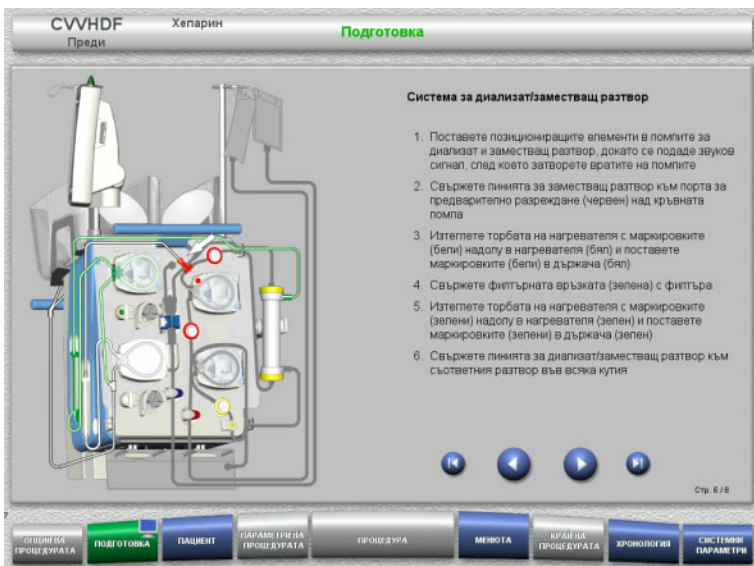 CVVHDF
Хепарин
Подготовка
Преди
Система за диализат/заместващ разтвор
1. Поставете позициониращите елементи в помпите за
диализат и заместващ разтвор, докато се подаде звуков
сигнал, след което затворете вратите на помпите
2. Свържете линията за заместващ разтвор към порта за
предварително разреждане (червен) над кръвната
помпа
3. Изтеглете торбата на нагревателя с маркировките
(бели) надолу в нагревателя (бял) и поставете
маркировките (бели) в държача (бял)
4. Свържете филтърната връзката (зелена) с филтъра
5. Изтеглете торбата на нагревателя с маркировките
(зелени) надолу в нагревателя (зелен) и поставете
маркировките (зелени) в държача (зелен)
6. Свържете линията за диализат/заместващ разтвор към
съответния разтвор във всяка кутия
Стр. 6 / 8
ОПЦИИ НА
ПРОЦЕДУРАТА
ПОДГОТОВКА
ПАЦИЕНТ
ПАРАМЕТРИ НА
ПРОЦЕДУРАТА
ПРОЦЕДУРА
МЕНЮТА
КРАЙ НА
ПРОЦЕДУРАТА
ХРОНОЛОГИЯ
СИСТЕМНИ
ПАРАМЕТРИ